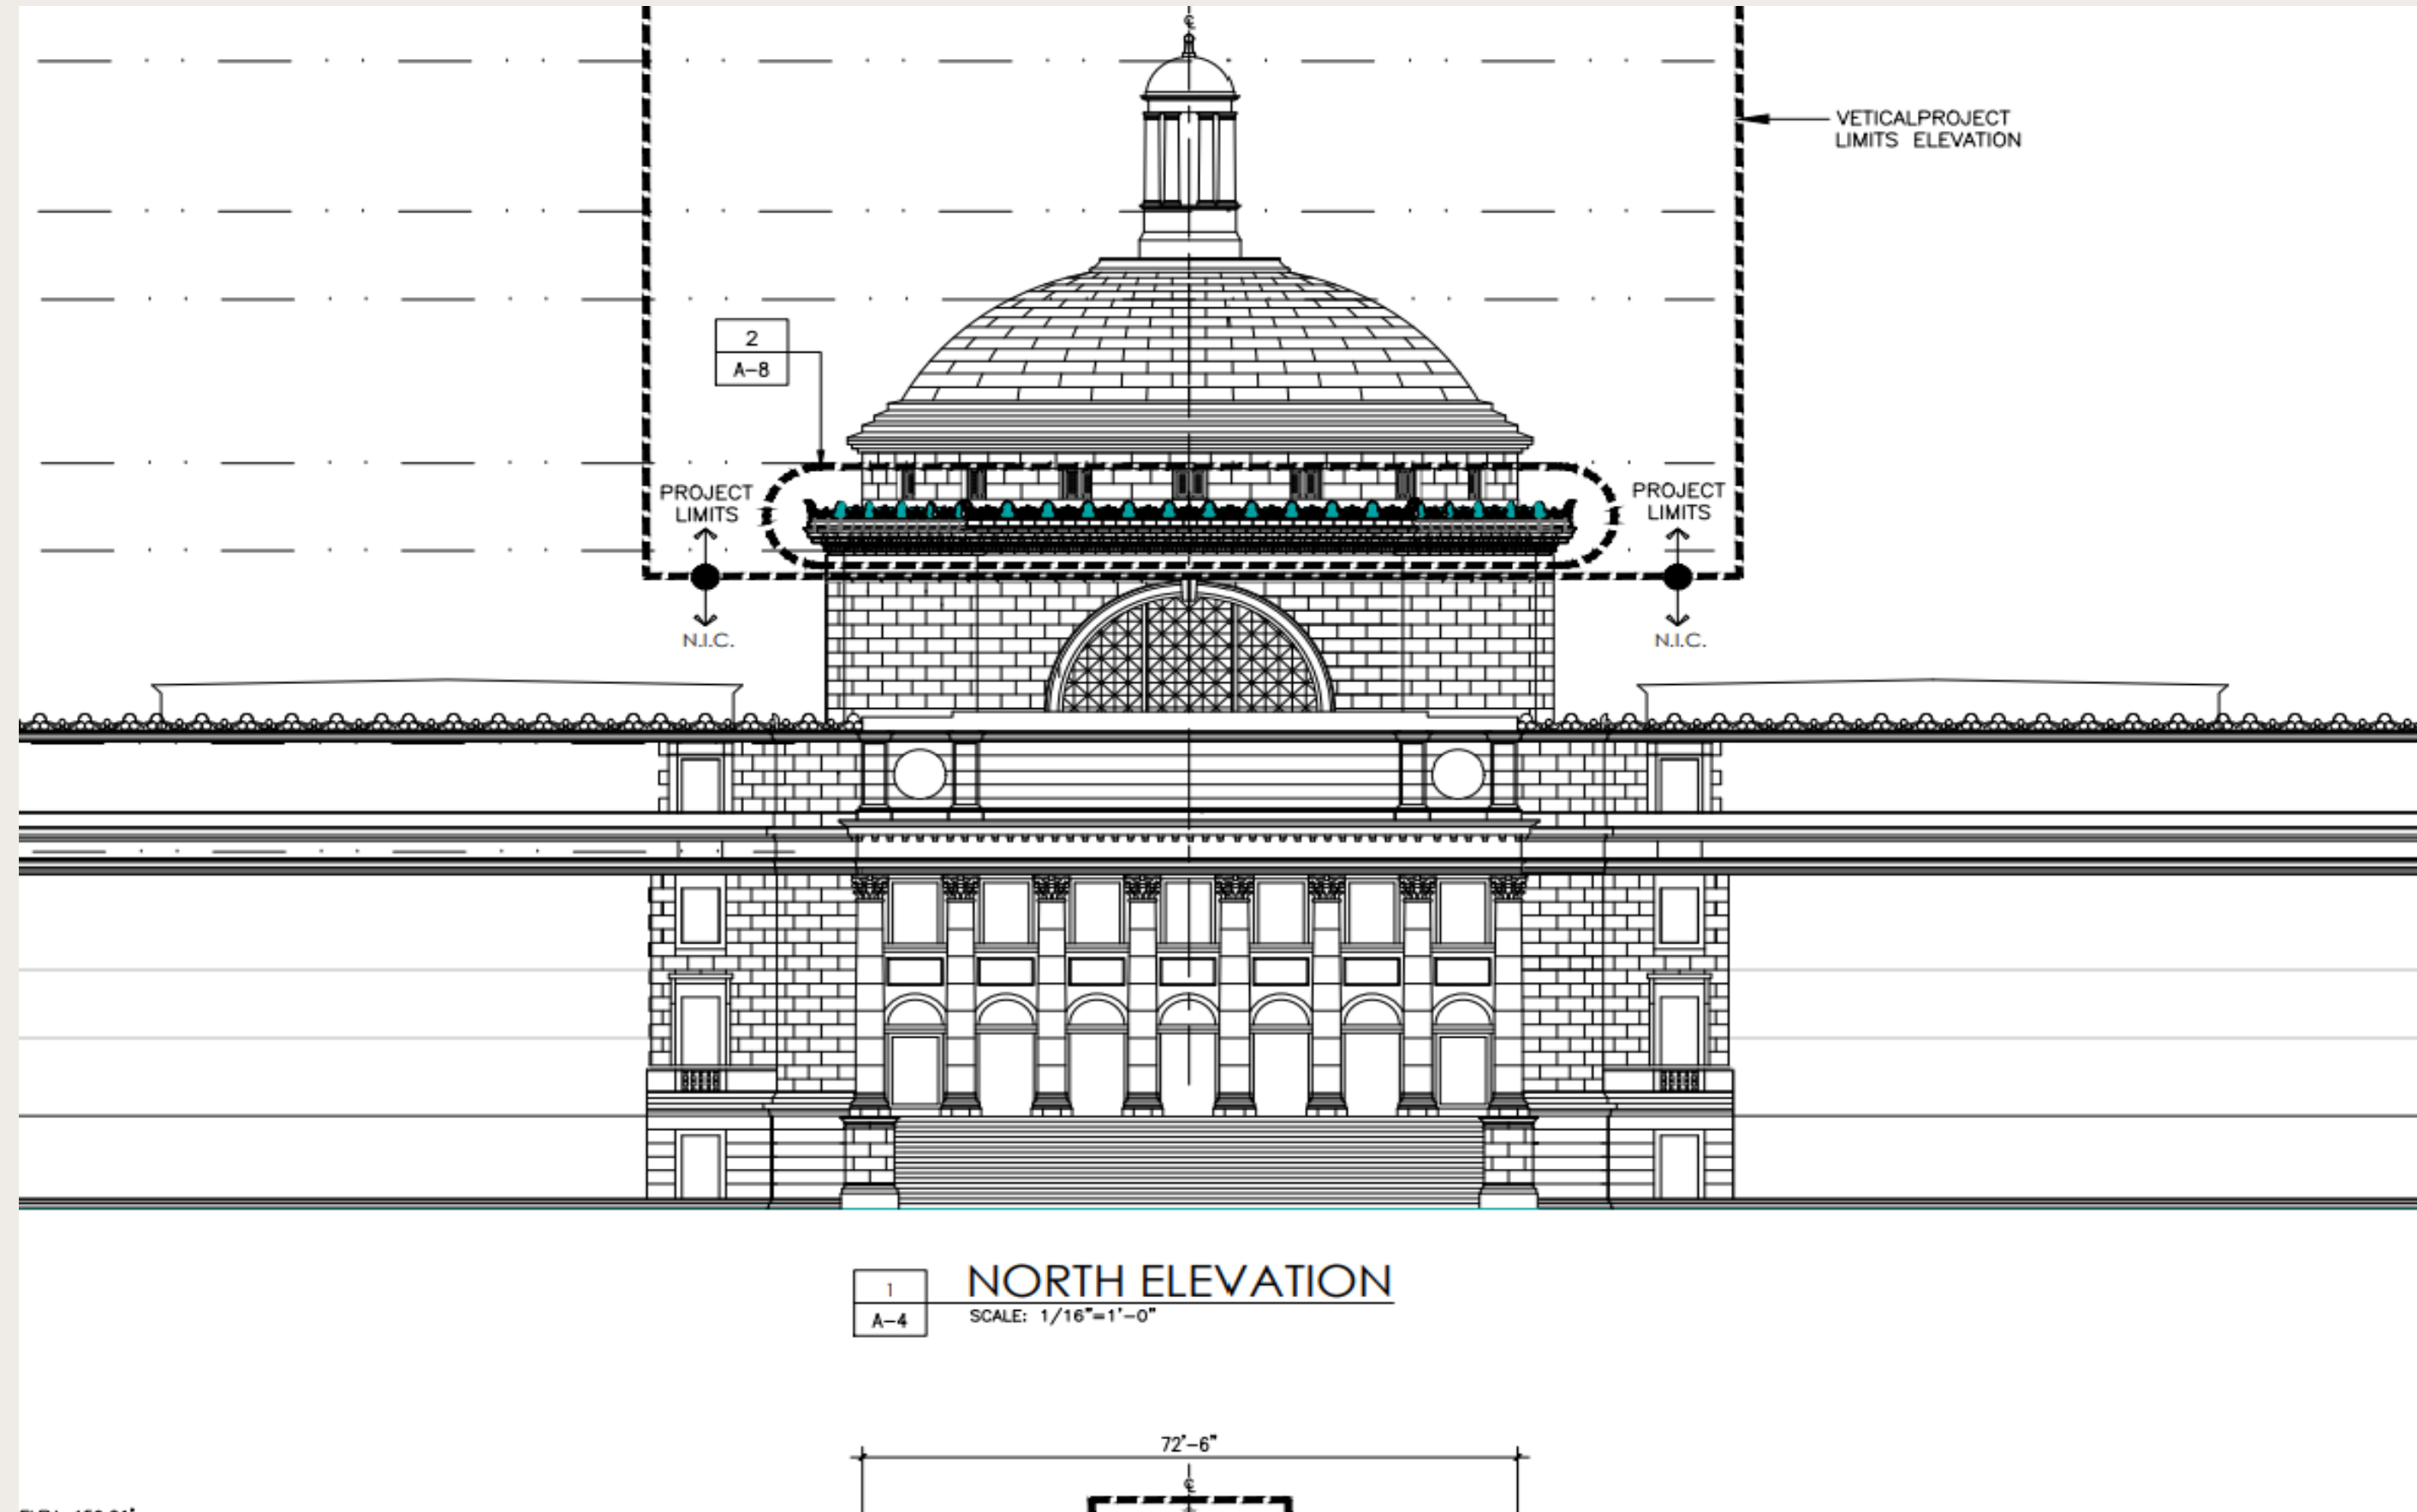 ℄
VETICALPROJECT
LIMITS ELEVATION
2
A-8
PROJECT
LIMITS
PROJECT
LIMITS
N.I.C.
N.I.C.
1
A-4
NORTH ELEVATION
SCALE: 1/16"=1'-0"
72'-6"
℄